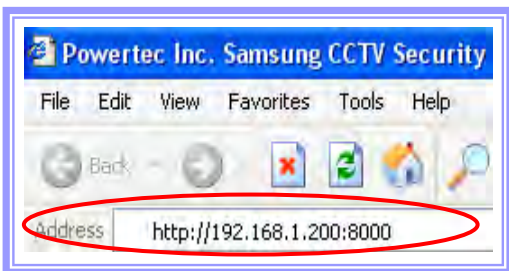 Powertec Inc. Samsung CCTV Security
File Edit View Favorites Tools Help
Back
Address http://192.168.1.200:8000